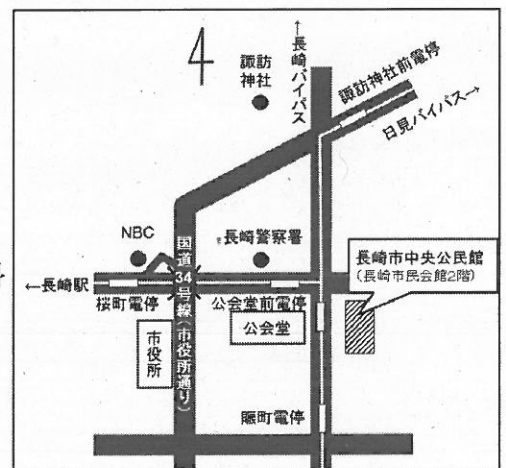 4
←長崎バイパス
諏訪
神社
諏訪神社前電停
日見バイパス→
NBC
国道34号線(市役所通り)
長崎警察署
長崎市中央公民館
(長崎市民会館2階)
←長崎駅
桜町電停
公会堂前電停
市役所
公会堂
賑町電停